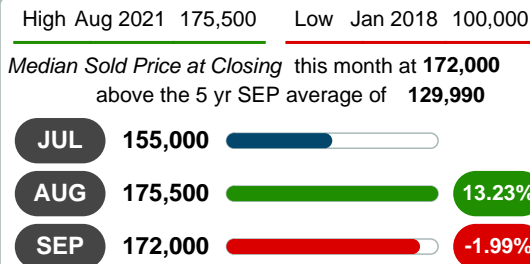 High Aug 2021 175,500 Low Jan 2018 100,000
Median Sold Price at Closing this month at 172,000
above the 5 yr SEP average of 129,990
JUL 155,000
AUG 175,500 13.23%
SEP 172,000 -1.99%